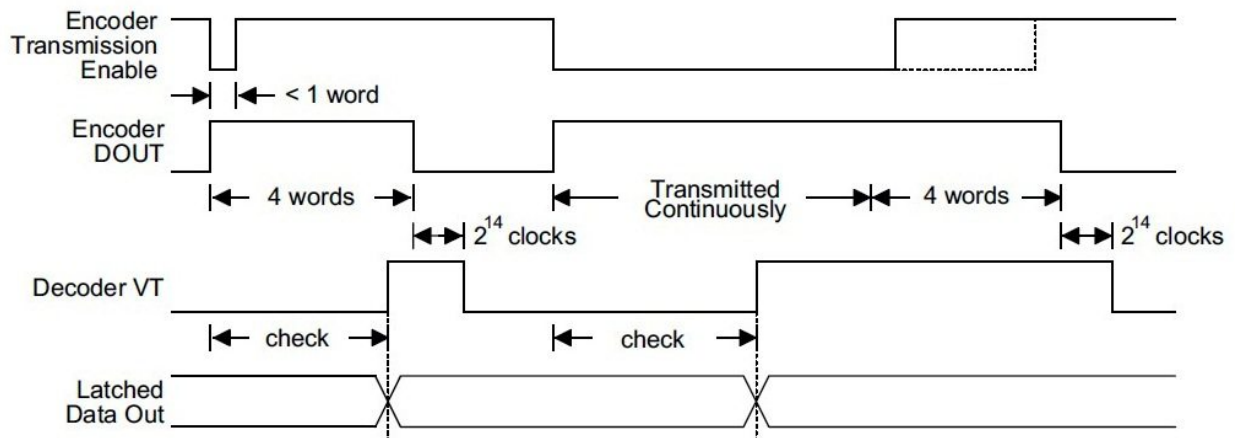 Encoder
Transmission
Enable
< 1 word
Encoder
DOUT
4 words
Transmitted
Continuously
4 words
2^14 clocks
2^14 clocks
Decoder VT
check
check
Latched
Data Out